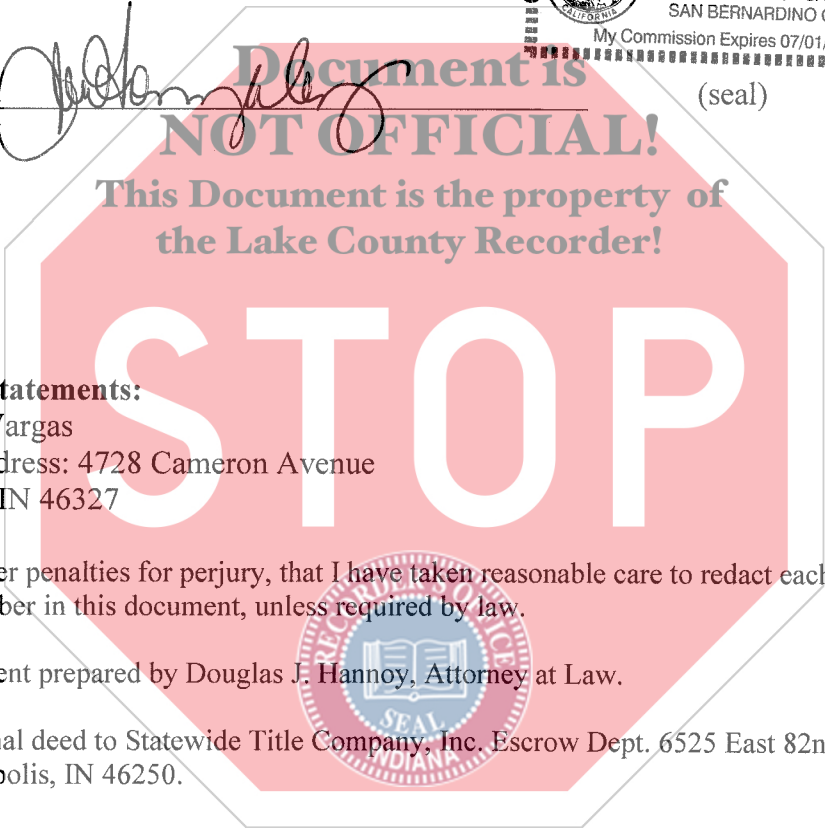 CALIFORNIA
SAN BERNARDINO
My Commission Expires 07/01/
(seal)
Document is
NOT OFFICIAL!
This Document is the property of
the Lake County Recorder!
STOP
tatements:
Vargas
dress: 4728 Cameron Avenue
IN 46327
er penalties for perjury, that I have taken reasonable care to redact each
ber in this document, unless required by law.
ent prepared by Douglas J. Hannoy, Attorney at Law.
nal deed to Statewide Title Company, Inc. Escrow Dept. 6525 East 82n
polis, IN 46250.
RECORDER'S OFFICE
SEAL
INDIANA